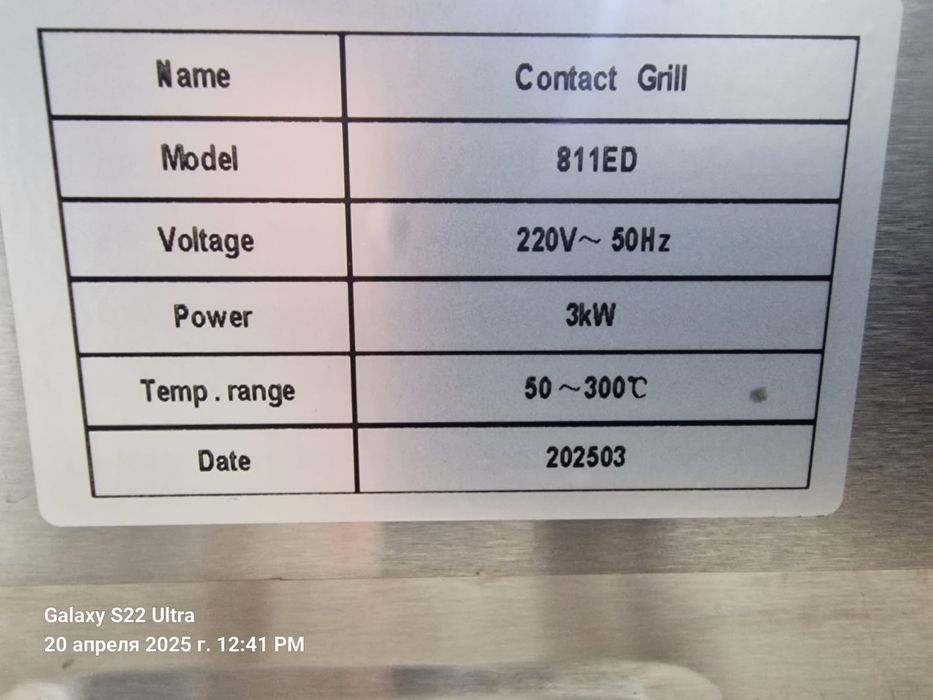 Name Contact Grill
Model 811ED
Voltage 220V～ 50Hz
Power 3kW
Temp.range 50～300℃
Date 202503
Galaxy S22 Ultra
20 апреля 2025 г. 12:41 PM